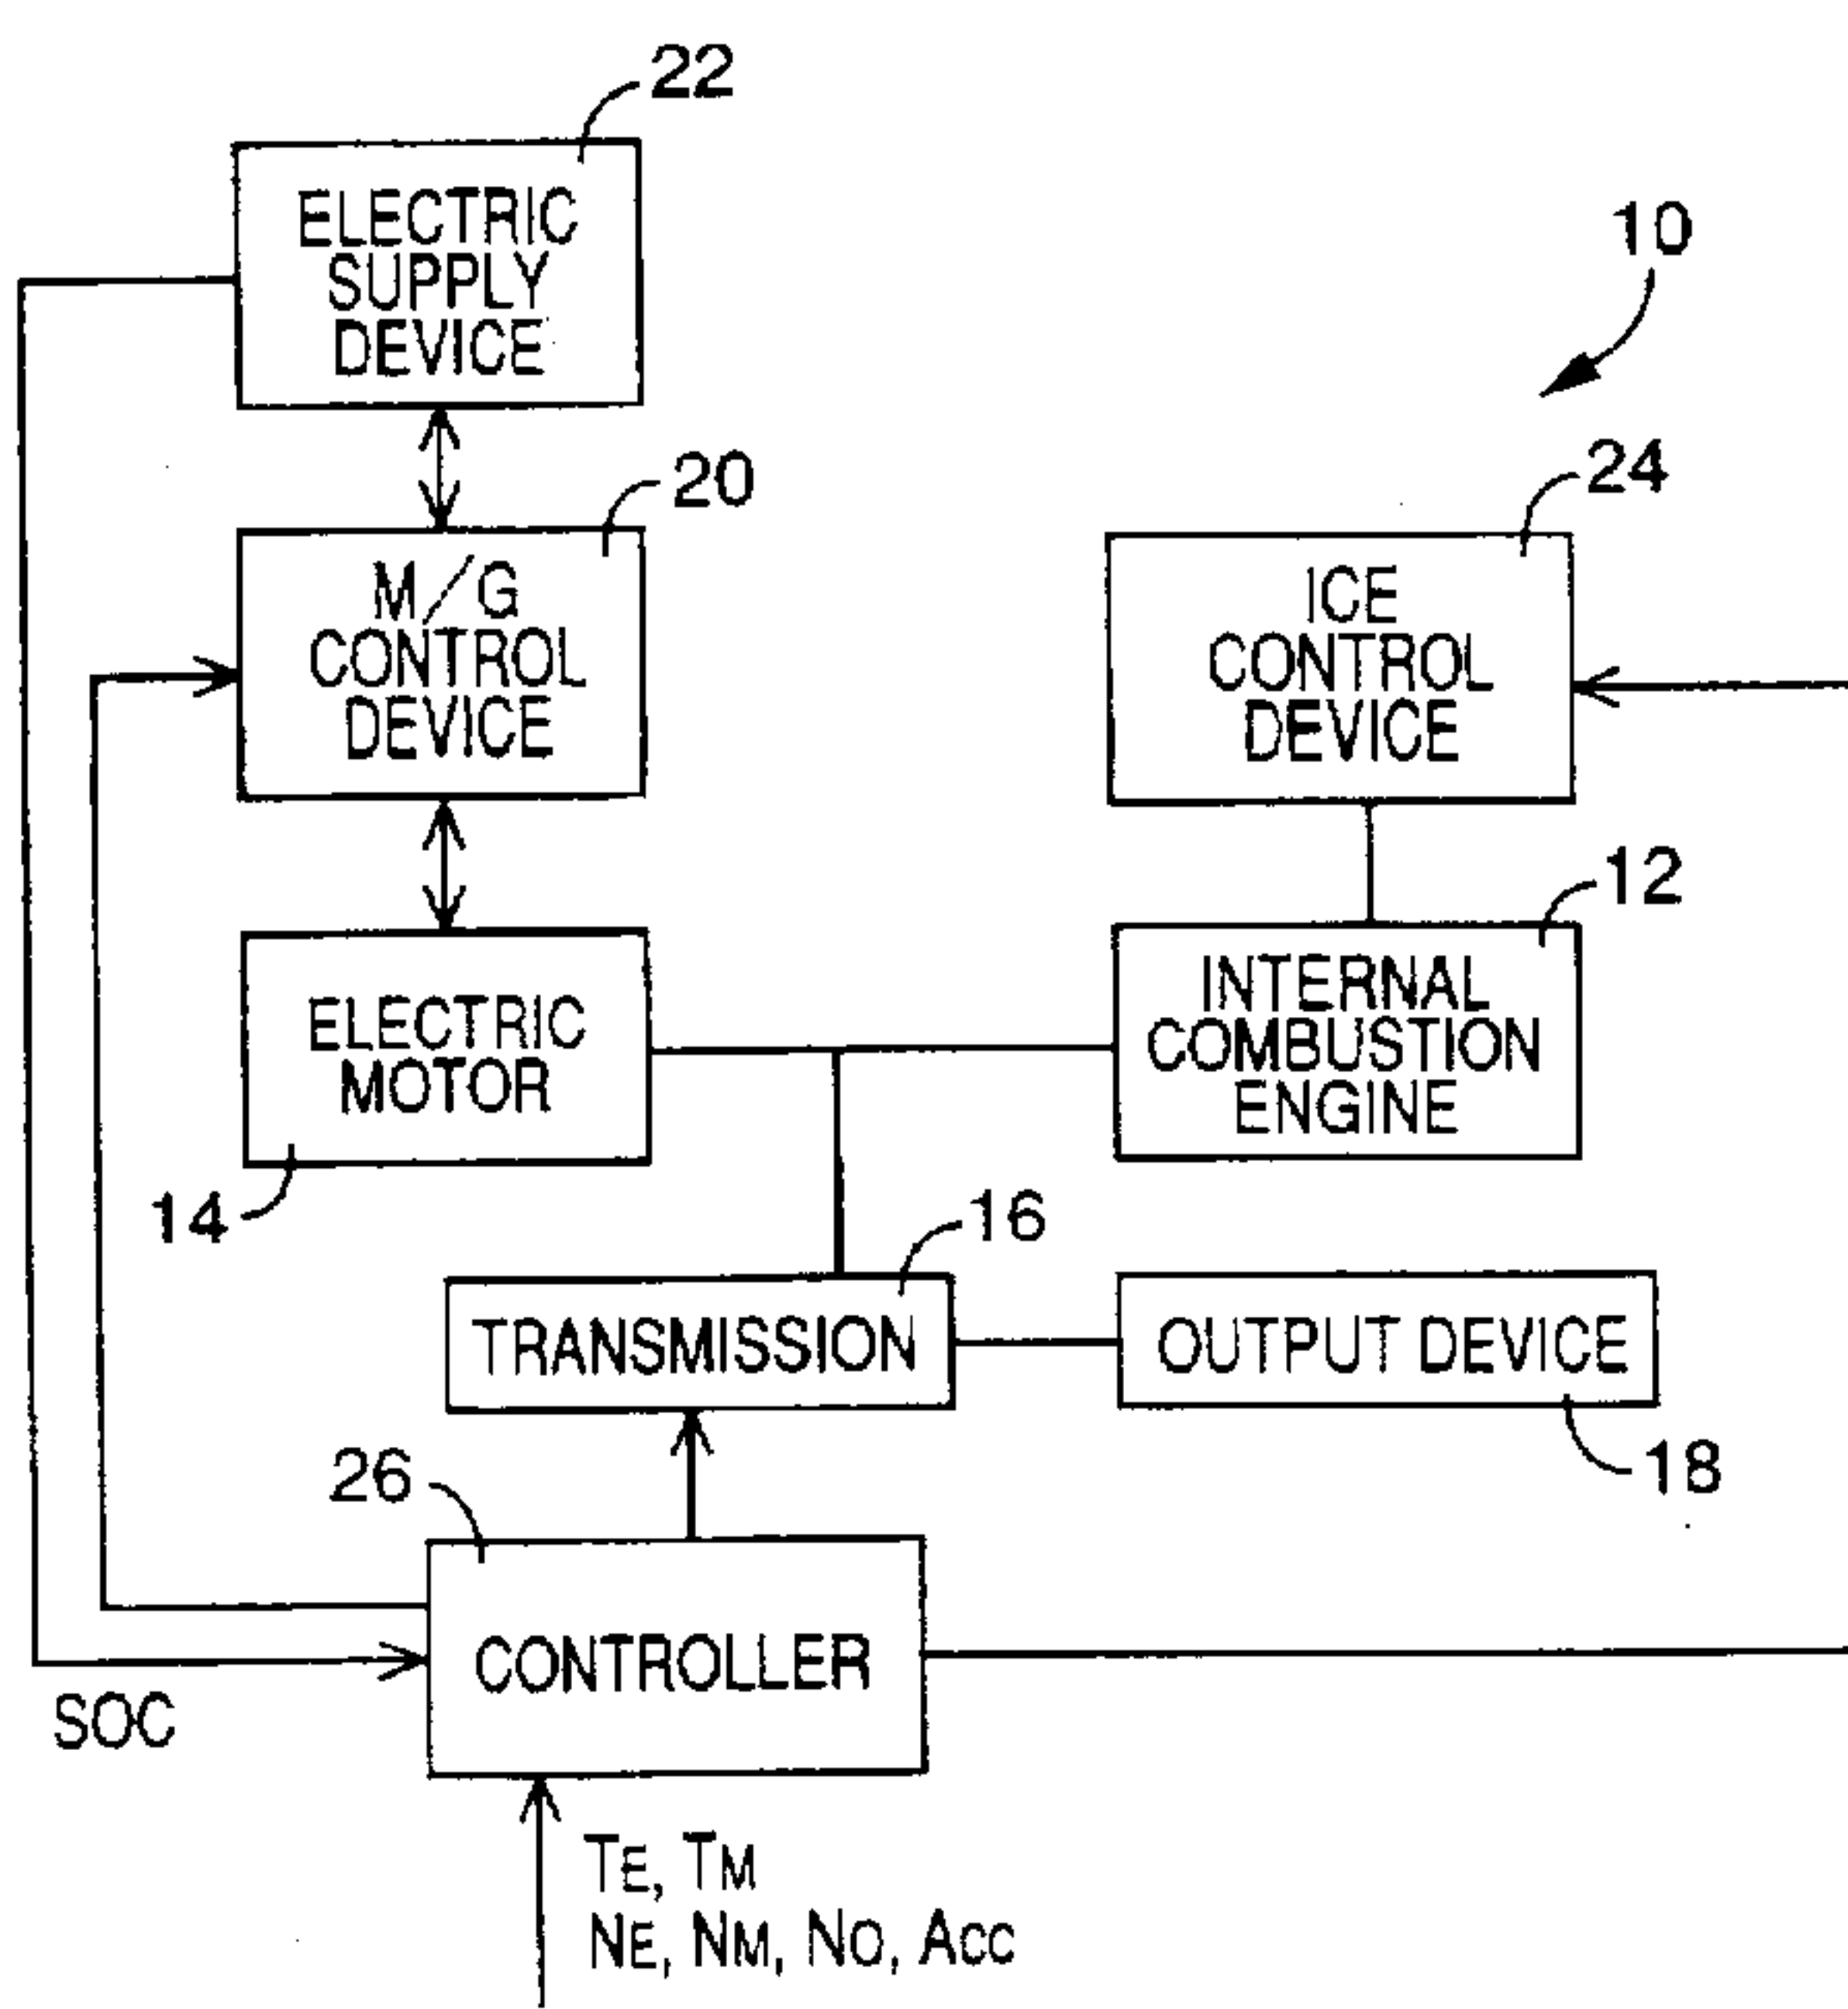 22
ELECTRIC
SUPPLY
DEVICE
10
20
M/G
CONTROL
DEVICE
24
ICE
CONTROL
DEVICE
12
ELECTRIC
MOTOR
INTERNAL
COMBUSTION
ENGINE
14
16
TRANSMISSION
OUTPUT DEVICE
18
26
CONTROLLER
SOC
TE, TM
NE, NM, NO, ACC